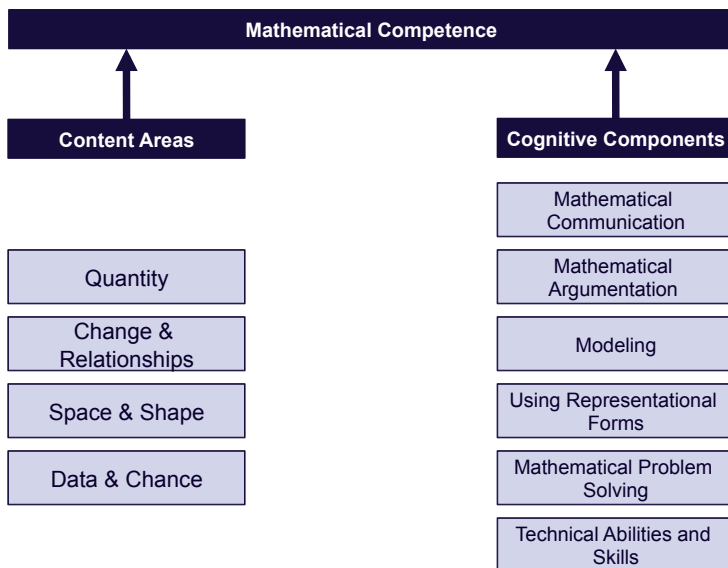 Mathematical Competence
Content Areas
Quantity
Change &
Relationships
Space & Shape
Data & Chance
Cognitive Components
Mathematical
Communication
Mathematical
Argumentation
Modeling
Using Representational
Forms
Mathematical Problem
Solving
Technical Abilities and
Skills